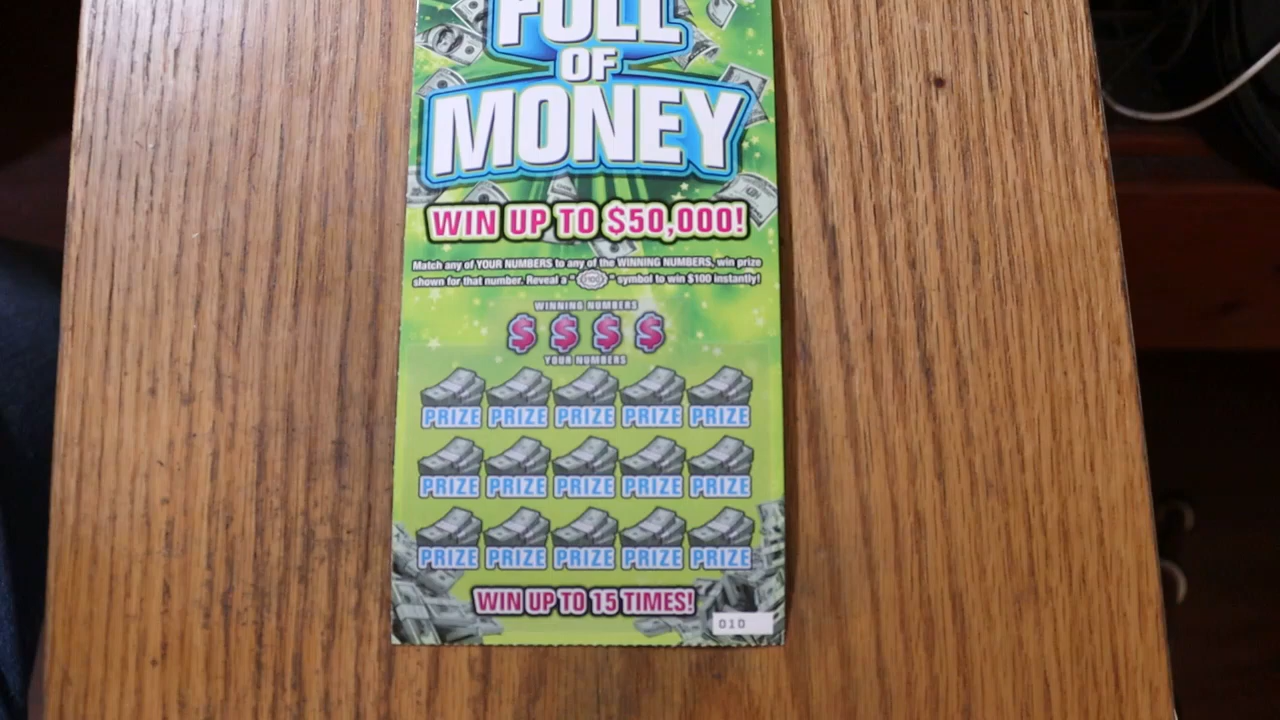 FULL
OF
MONEY
WIN UP TO $50,000!
Match any of YOUR NUMBERS to any of the WINNING NUMBERS, win prize
shown for that number. Reveal a " " symbol to win $100 instantly!
WINNING NUMBERS
$ $ $ $
YOUR NUMBERS
PRIZE PRIZE PRIZE PRIZE PRIZE
PRIZE PRIZE PRIZE PRIZE PRIZE
PRIZE PRIZE PRIZE PRIZE PRIZE
WIN UP TO 15 TIMES!
010